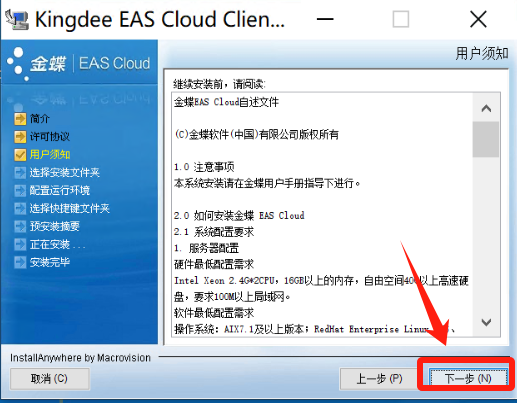 Kingdee EAS Cloud Clien...
金蝶 EAS Cloud
用户须知
简介
许可协议
用户须知
选择安装文件夹
配置运行环境
选择快捷键文件夹
预安装摘要
正在安装 ...
安装完毕
继续安装前，请阅读:
金蝶EAS Cloud自述文件
(C)金蝶软件(中国)有限公司版权所有
1.0 注意事项
本系统安装请在金蝶用户手册指导下进行。
2.0 如何安装金蝶 EAS Cloud
2.1 系统配置要求
1. 服务器配置
硬件最低配置需求
Intel Xeon 2.4G*2CPU，16GB以上的内存，自由空间40G以上高速硬
盘，要求100M以上局域网。
软件最低配置需求
操作系统：AIX7.1及以上版本；RedHat Enterprise Linux
InstallAnywhere by Macrovision
取消 (C)
上一步 (P)
下一步 (N)